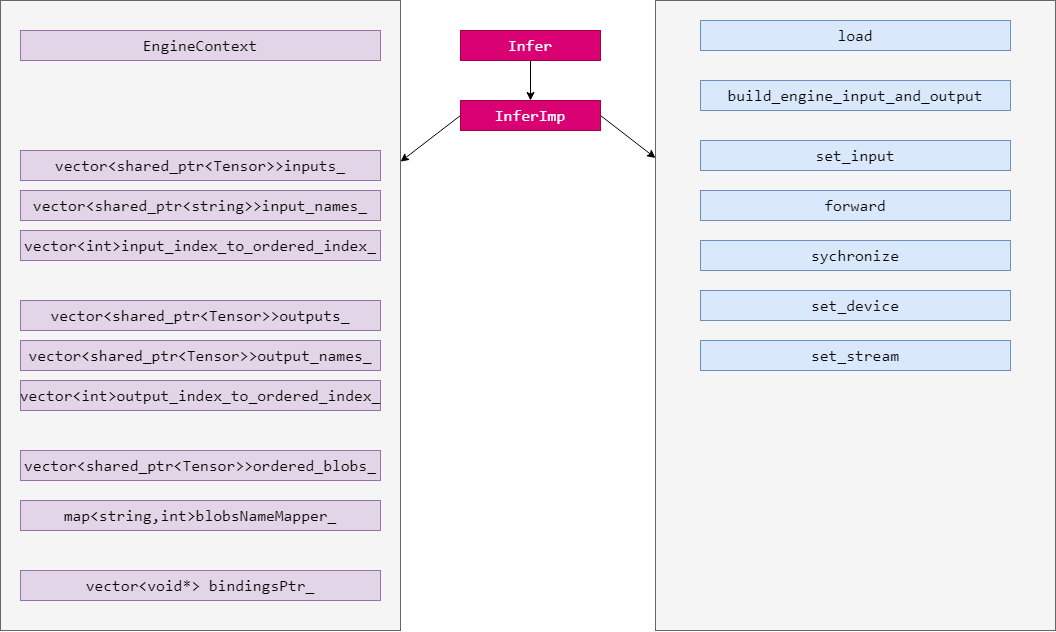 EngineContext
vector<shared_ptr<Tensor>>inputs_
vector<shared_ptr<string>>input_names_
vector<int>input_index_to_ordered_index_
vector<shared_ptr<Tensor>>outputs_
vector<shared_ptr<Tensor>>output_names_
vector<int>output_index_to_ordered_index_
vector<shared_ptr<Tensor>>ordered_blobs_
map<string,int>blobsNameMapper_
vector<void*> bindingsPtr_
Infer
InferImp
load
build_engine_input_and_output
set_input
forward
sychronize
set_device
set_stream